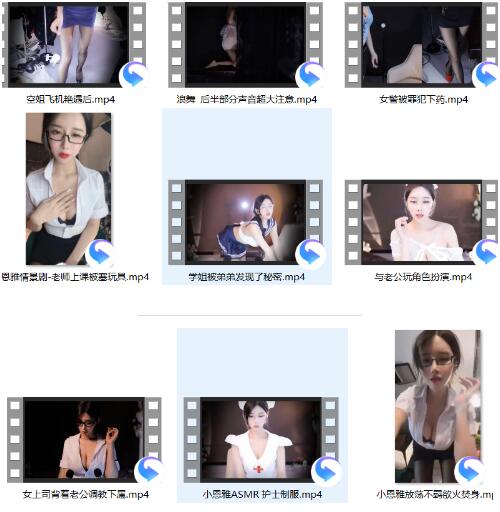 空姐飞机艳遇后.mp4
浪舞 后半部分声音超大注意.mp4
女警被罪犯下药.mp4
恩雅情景剧-老师上课被塞玩具.mp4
学姐被弟弟发现了秘密.mp4
与老公玩角色扮演.mp4
女上司背着老公调教下属.mp4
小恩雅ASMR 护士制服.mp4
小恩雅放荡不羁欲火焚身.mp